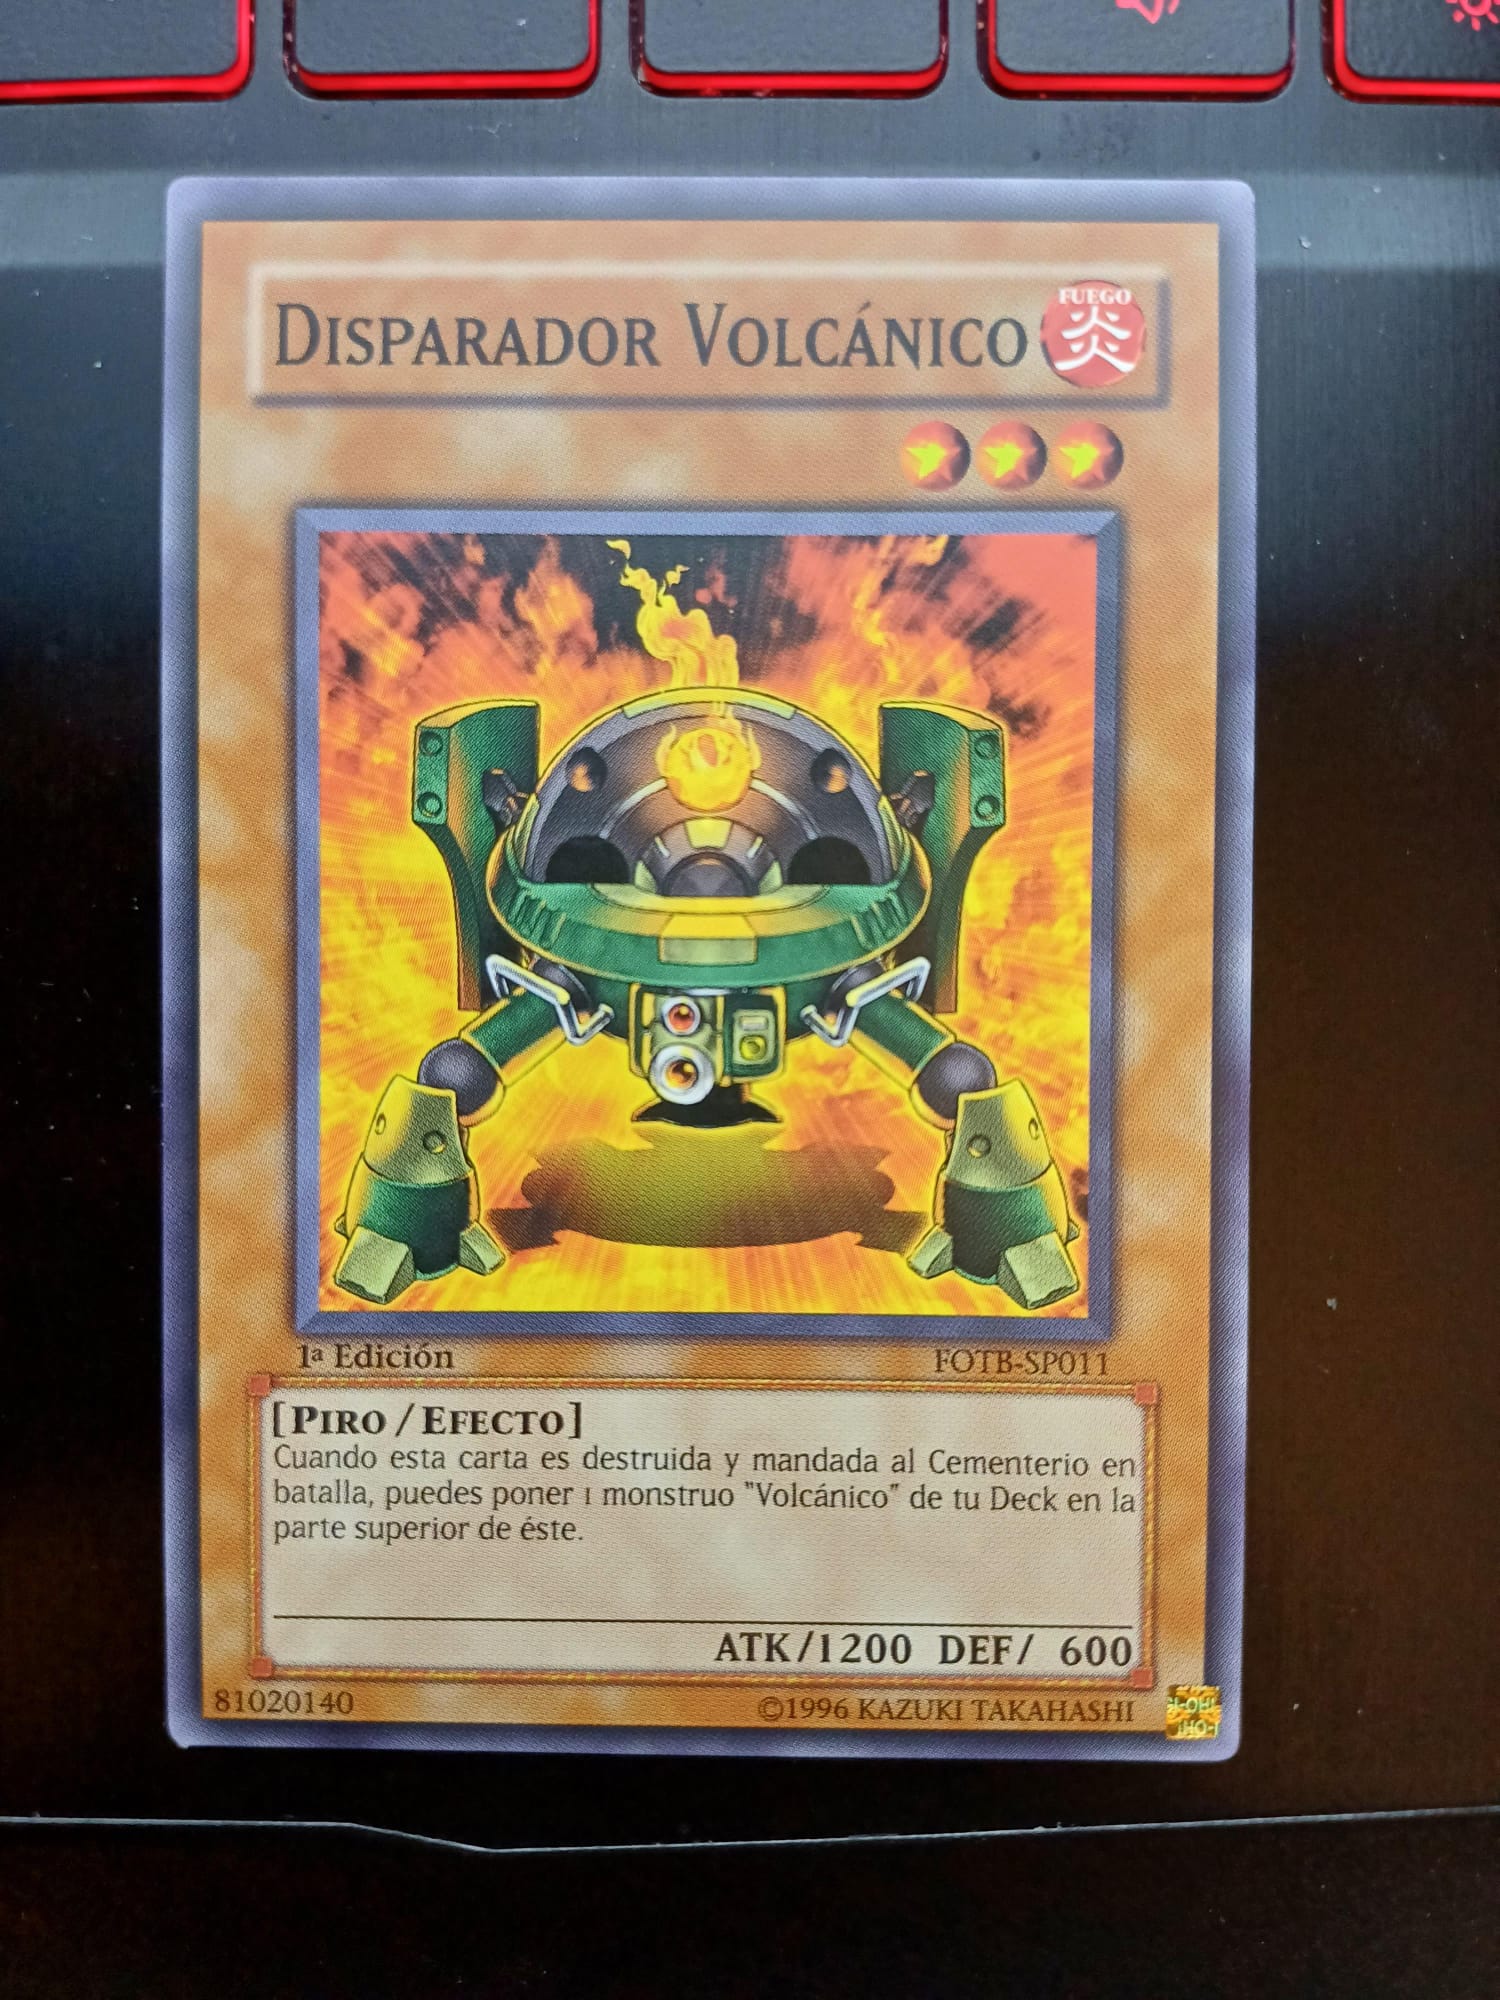 DISPARADOR VOLCÁNICO
FUEGO
炎
1ª Edición
FOTB-SP011
[PIRO / EFECTO]
Cuando esta carta es destruida y mandada al Cementerio en
batalla, puedes poner 1 monstruo "Volcánico" de tu Deck en la
parte superior de éste.
ATK/1200 DEF/ 600
81020140
©1996 KAZUKI TAKAHASHI